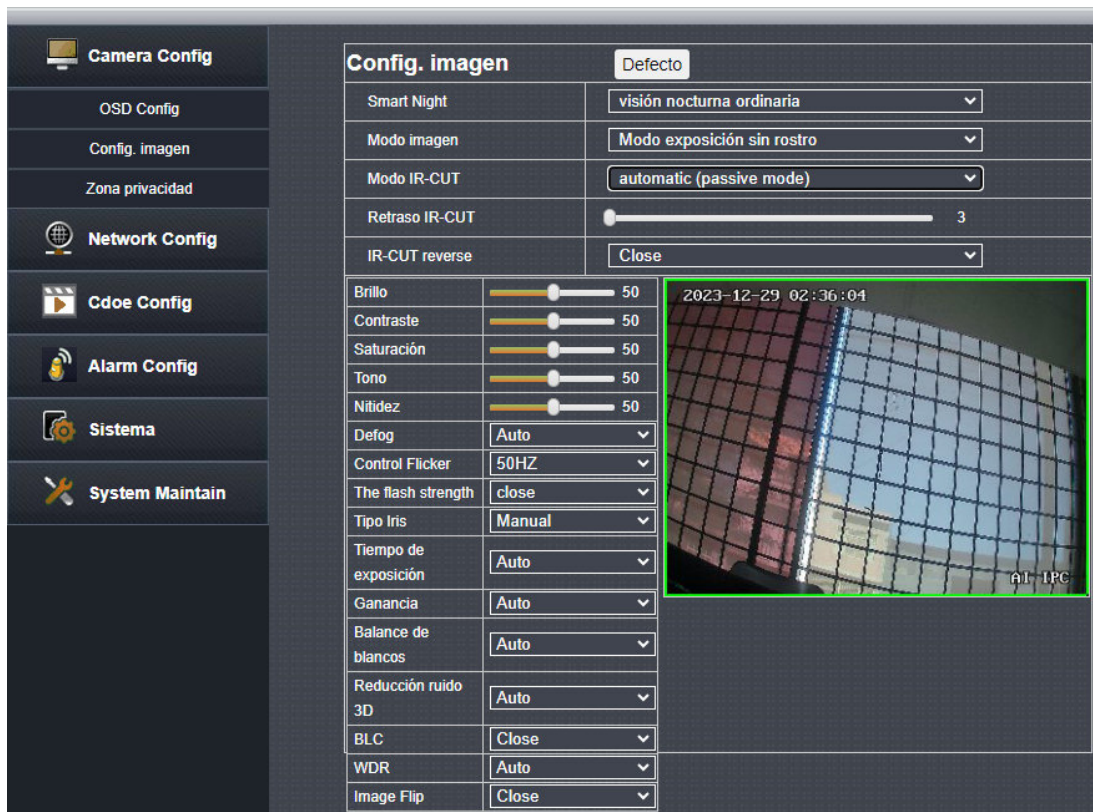 Camera Config
OSD Config
Config. imagen
Zona privacidad
Network Config
Cdoe Config
Alarm Config
Sistema
System Maintain
Config. imagen Defecto
Smart Night visión nocturna ordinaria
Modo imagen Modo exposición sin rostro
Modo IR-CUT automatic (passive mode)
Retraso IR-CUT 3
IR-CUT reverse Close
Brillo 50
Contraste 50
Saturación 50
Tono 50
Nitidez 50
Defog Auto
Control Flicker 50HZ
The flash strength close
Tipo Iris Manual
Tiempo de
exposición Auto
Ganancia Auto
Balance de
blancos Auto
Reducción ruido
3D Auto
BLC Close
WDR Auto
Image Flip Close
2023-12-29 02:36:04
AI IPC